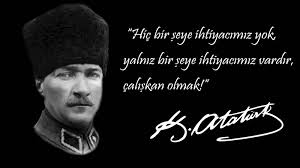 “Hiç bir şeye ihtiyacımız yok,
yalnız bir şeye ihtiyacımız vardır,
çalışkan olmak!”
K. Atatürk